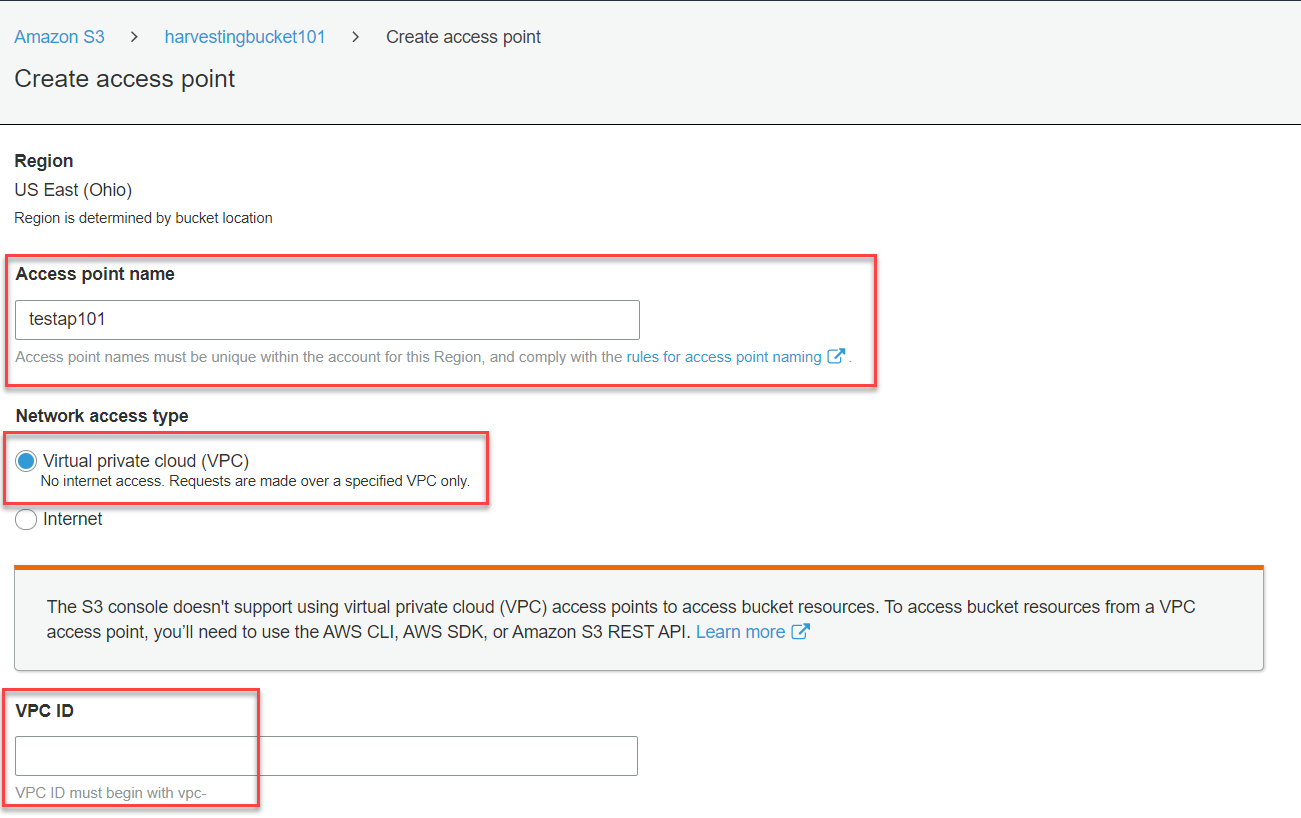 Amazon S3 > harvestingbucket101 > Create access point
Create access point
Region
US East (Ohio)
Region is determined by bucket location
Access point name
testap101
Access point names must be unique within the account for this Region, and comply with the rules for access point naming .
Network access type
Virtual private cloud (VPC)
No internet access. Requests are made over a specified VPC only.
Internet
The S3 console doesn't support using virtual private cloud (VPC) access points to access bucket resources. To access bucket resources from a VPC
access point, you’ll need to use the AWS CLI, AWS SDK, or Amazon S3 REST API. Learn more
VPC ID
VPC ID must begin with vpc-